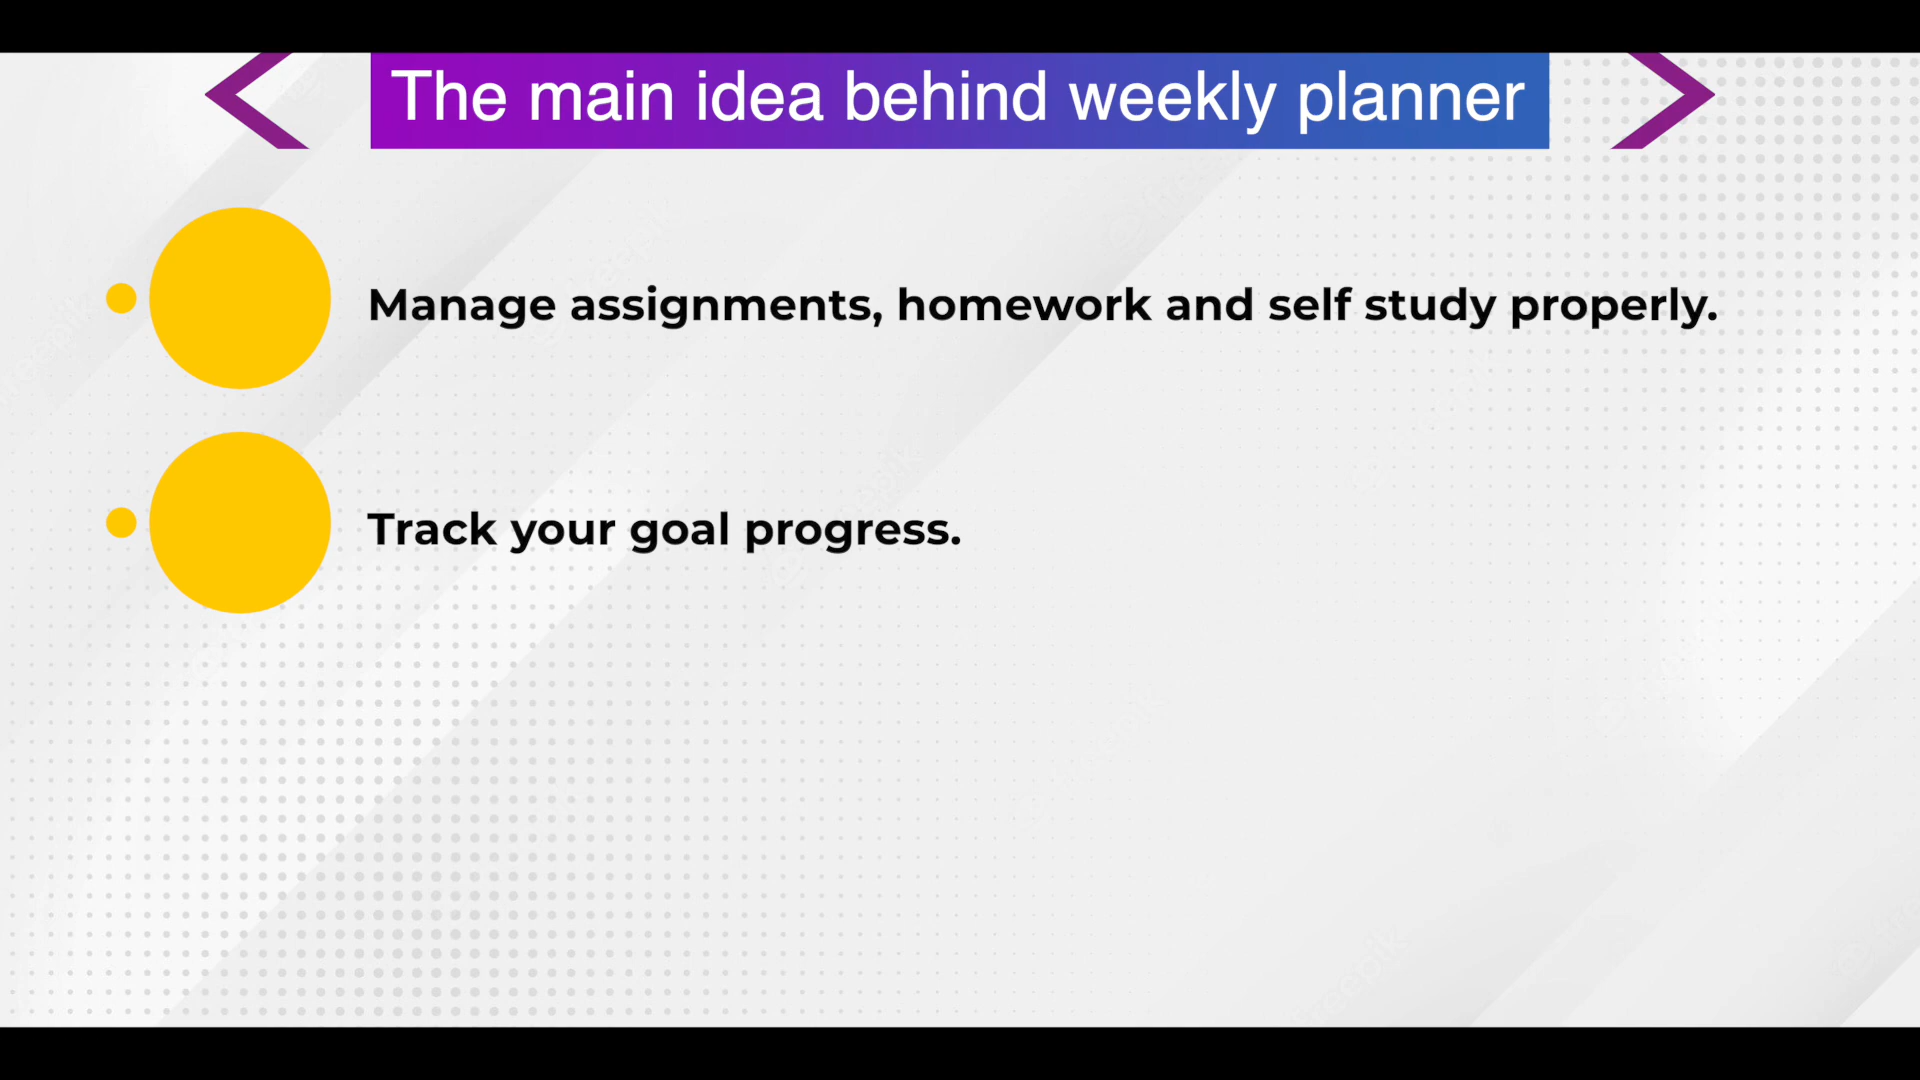 The main idea behind weekly planner
Manage assignments, homework and self study properly.
Track your goal progress.